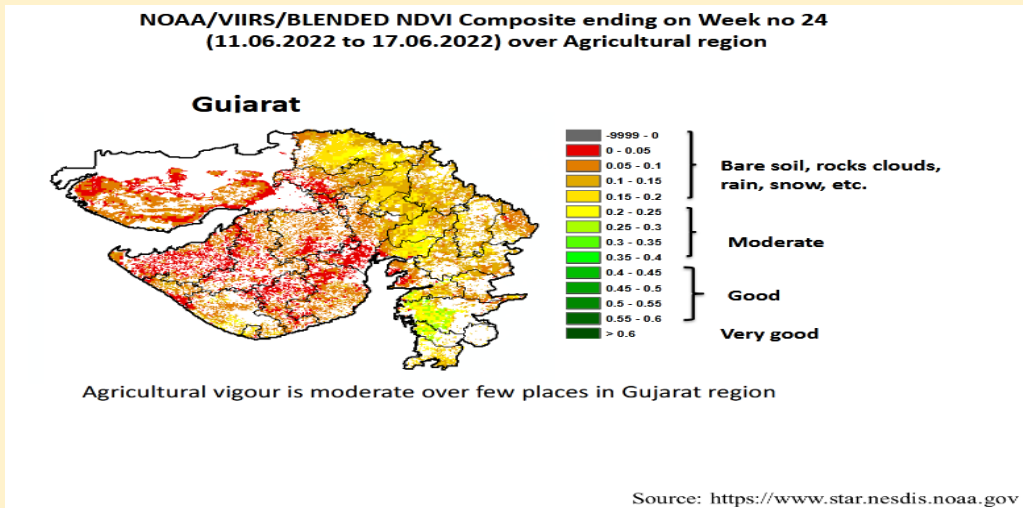 NOAA/VIIRS/BLENDED NDVI Composite ending on Week no 24
(11.06.2022 to 17.06.2022) over Agricultural region
Gujarat
-9999 - 0
0 - 0.05
0.05 - 0.1
0.1 - 0.15
0.15 - 0.2
0.2 - 0.25
0.25 - 0.3
0.3 - 0.35
0.35 - 0.4
0.4 - 0.45
0.45 - 0.5
0.5 - 0.55
0.55 - 0.6
> 0.6
Bare soil, rocks clouds,
rain, snow, etc.
Moderate
Good
Very good
Agricultural vigour is moderate over few places in Gujarat region
Source: https://www.star.nesdis.noaa.gov